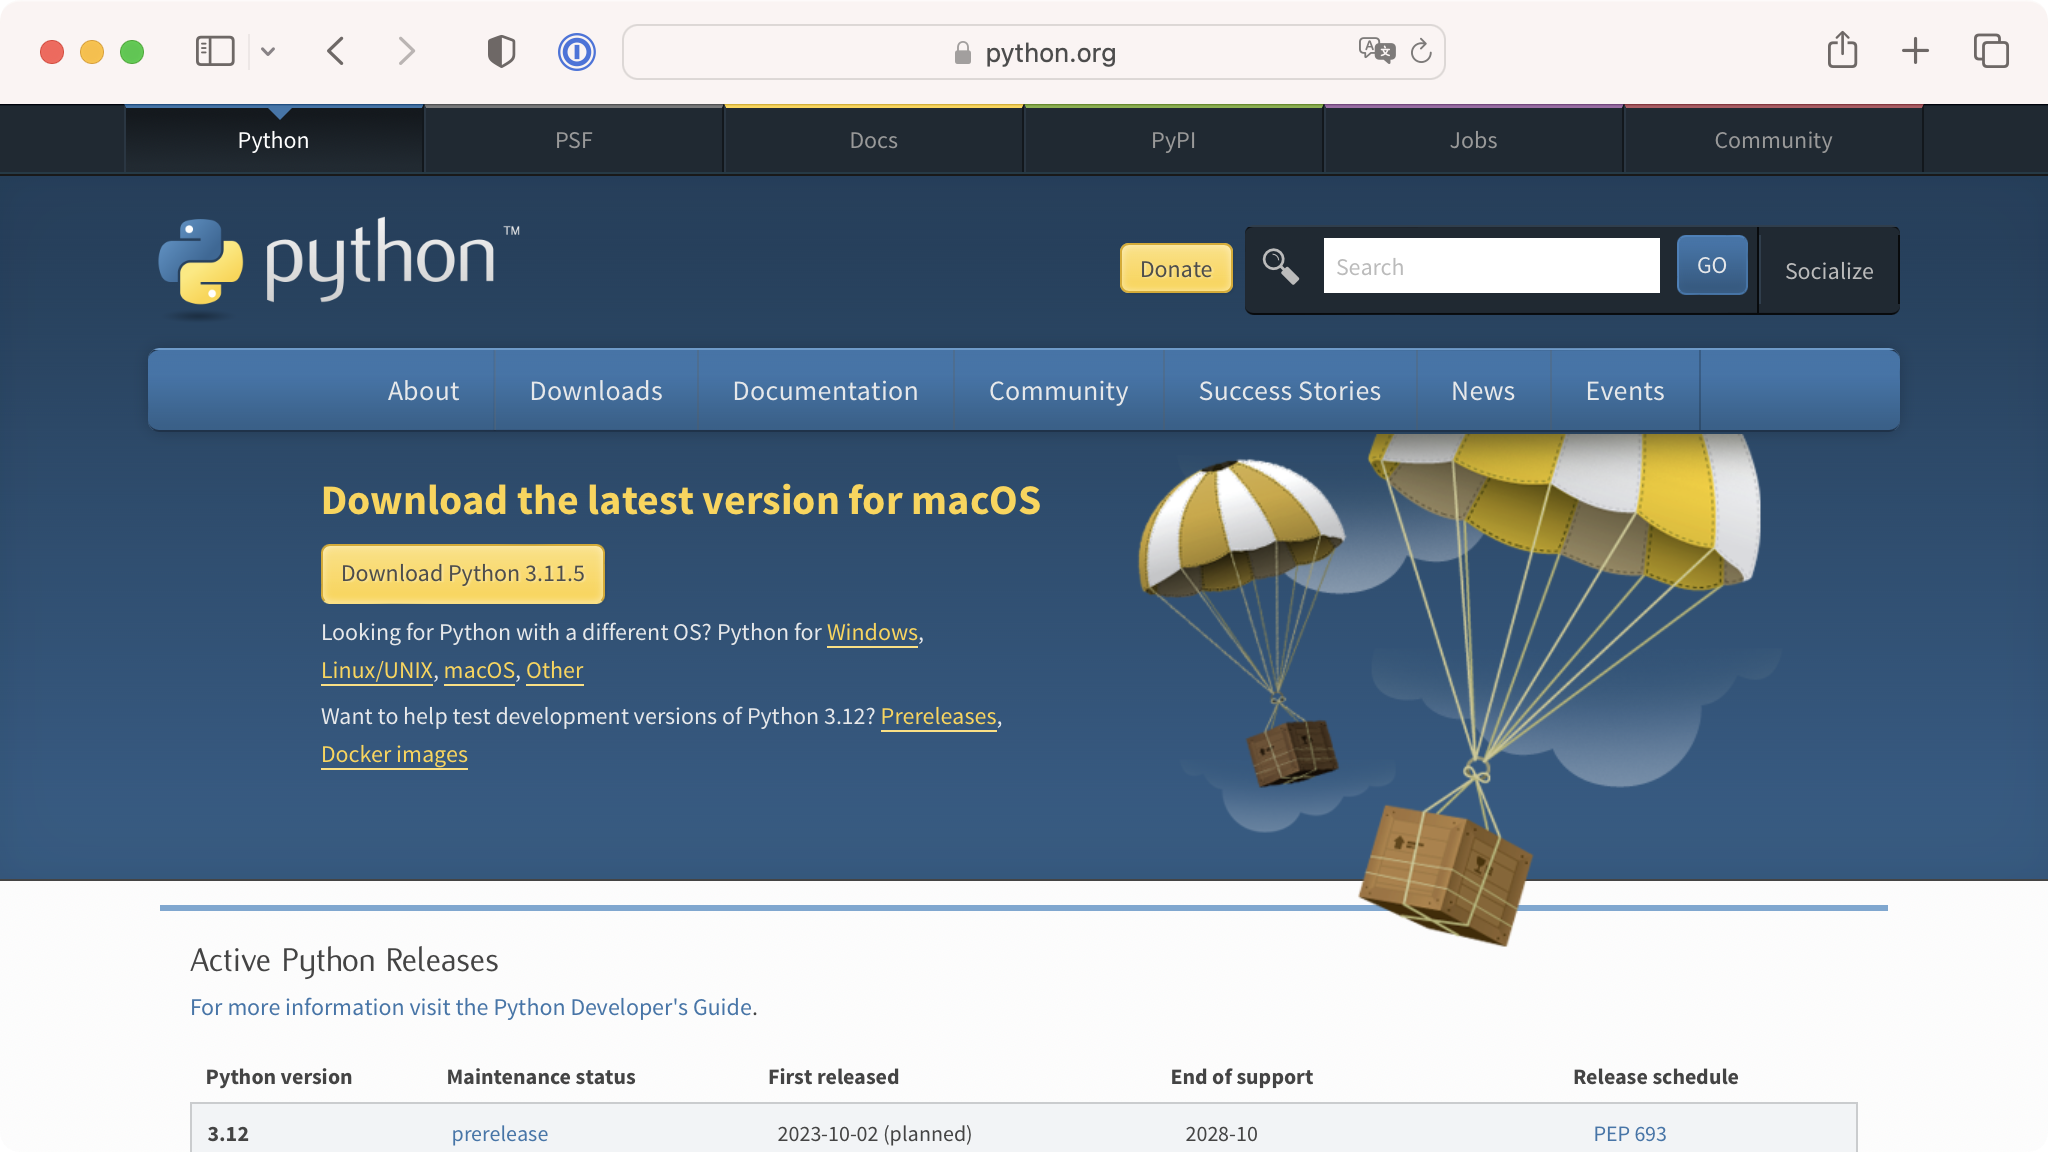 python.org
Python PSF Docs PyPI Jobs Community
python™
Donate Search GO Socialize
About Downloads Documentation Community Success Stories News Events
Download the latest version for macOS
Download Python 3.11.5
Looking for Python with a different OS? Python for Windows,
Linux/UNIX, macOS, Other
Want to help test development versions of Python 3.12? Prereleases,
Docker images
Active Python Releases
For more information visit the Python Developer's Guide.
Python version Maintenance status First released End of support Release schedule
3.12 prerelease 2023-10-02 (planned) 2028-10 PEP 693